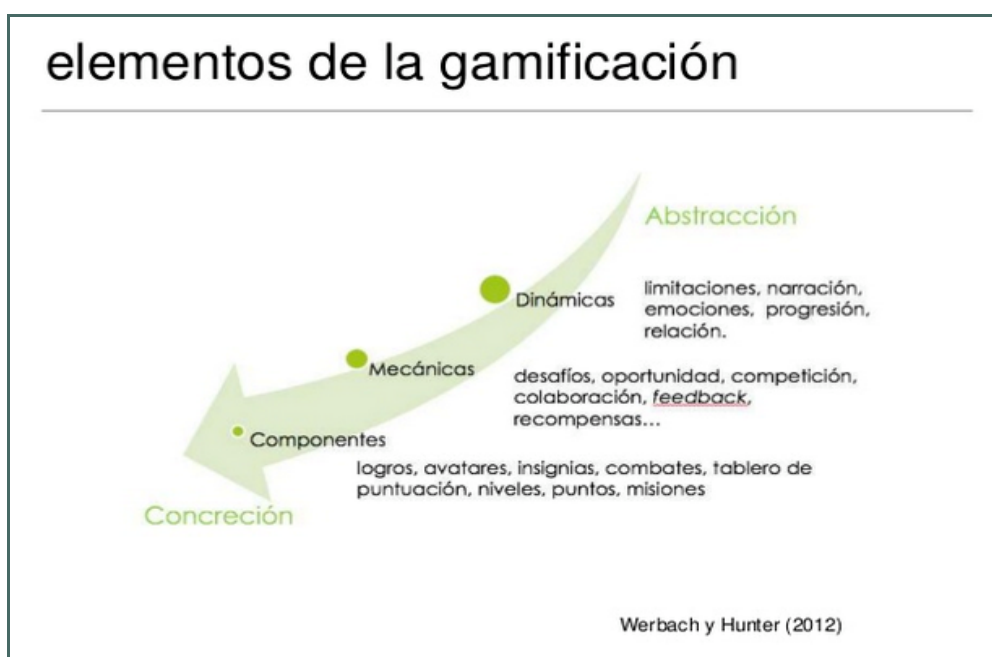 elementos de la gamificación
Abstracción
Dinámicas
limitaciones, narración,
emociones, progresión,
relación.
Mecánicas
desafíos, oportunidad, competición,
colaboración, feedback,
recompensas...
Componentes
logros, avatares, insignias, combates, tablero de
puntuación, niveles, puntos, misiones
Concreción
Werbach y Hunter (2012)